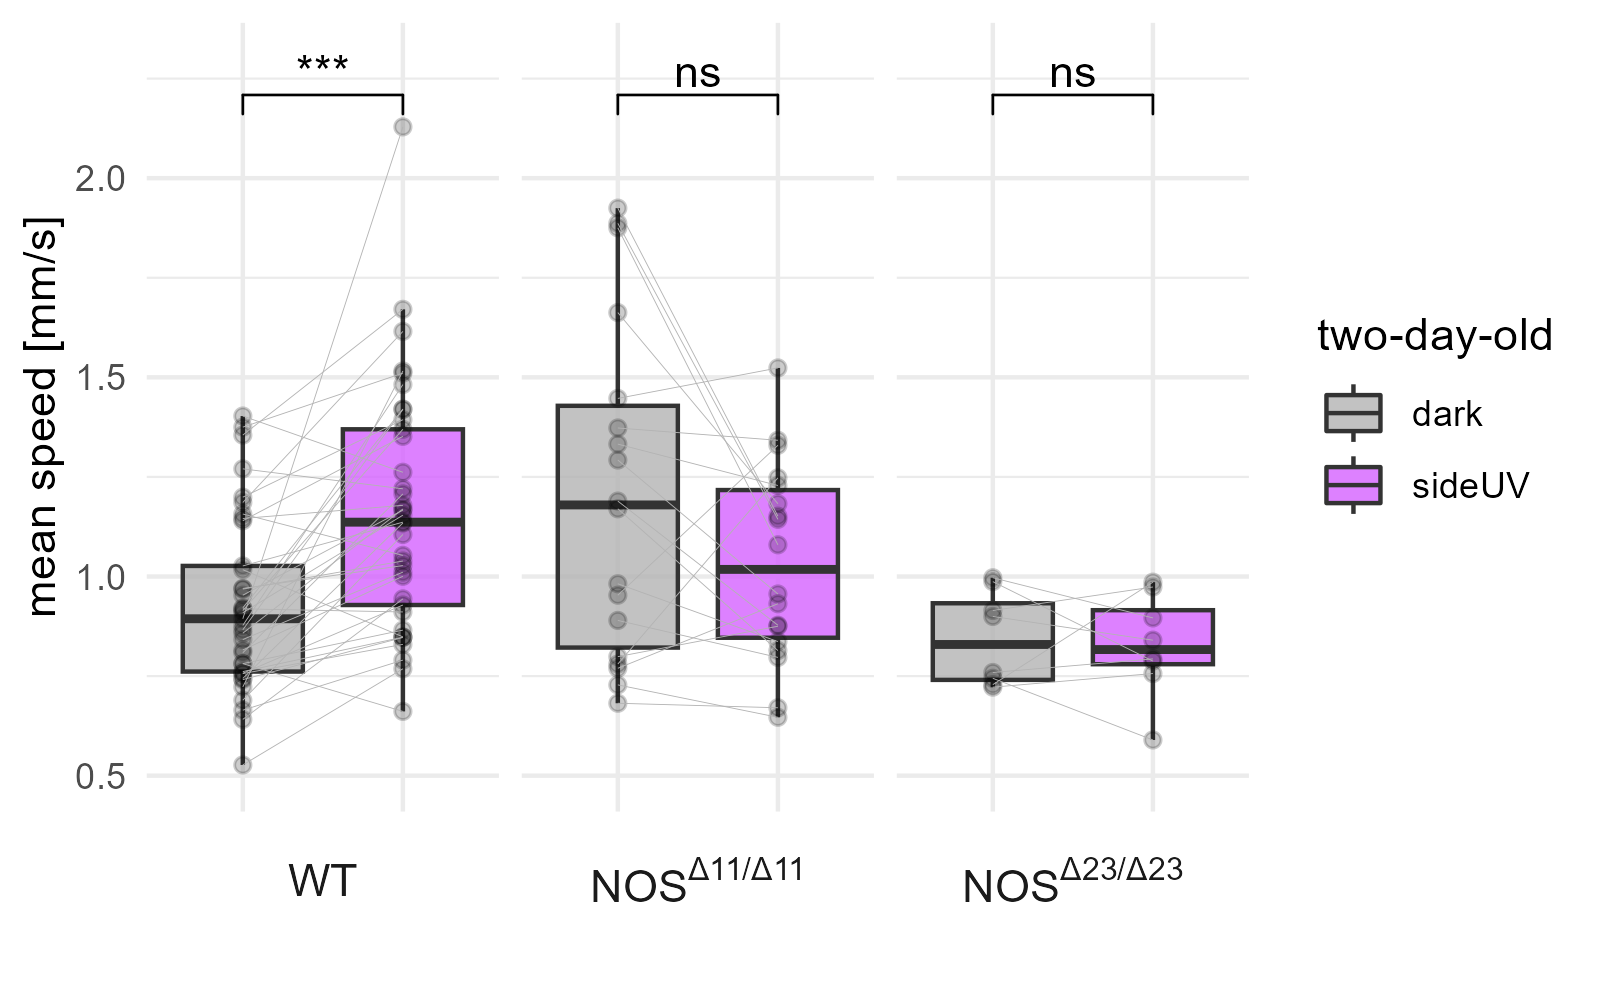 ***
ns
ns
2.0
1.5
1.0
0.5
mean speed [mm/s]
two-day-old
dark
sideUV
WT
NOSΔ11/Δ11
NOSΔ23/Δ23